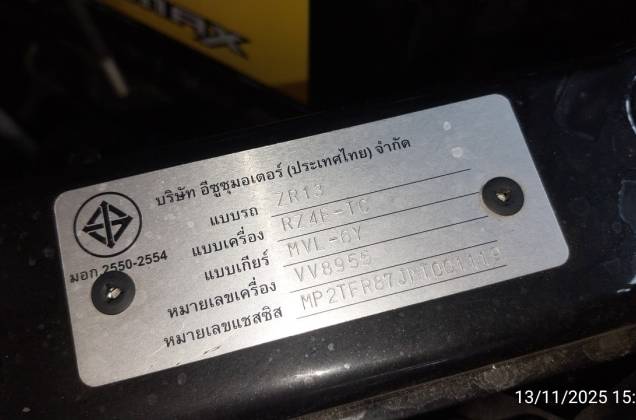 MAX
บริษัท อีซูซุมอเตอร์ (ประเทศไทย) จำกัด
แบบรถ ZR13
แบบเครื่อง RZ4E-TC
แบบเกียร์ MVL-6Y
หมายเลขเครื่อง VV8955
หมายเลขแชสซิส
มอก.2550-2554
13/11/2025 15: